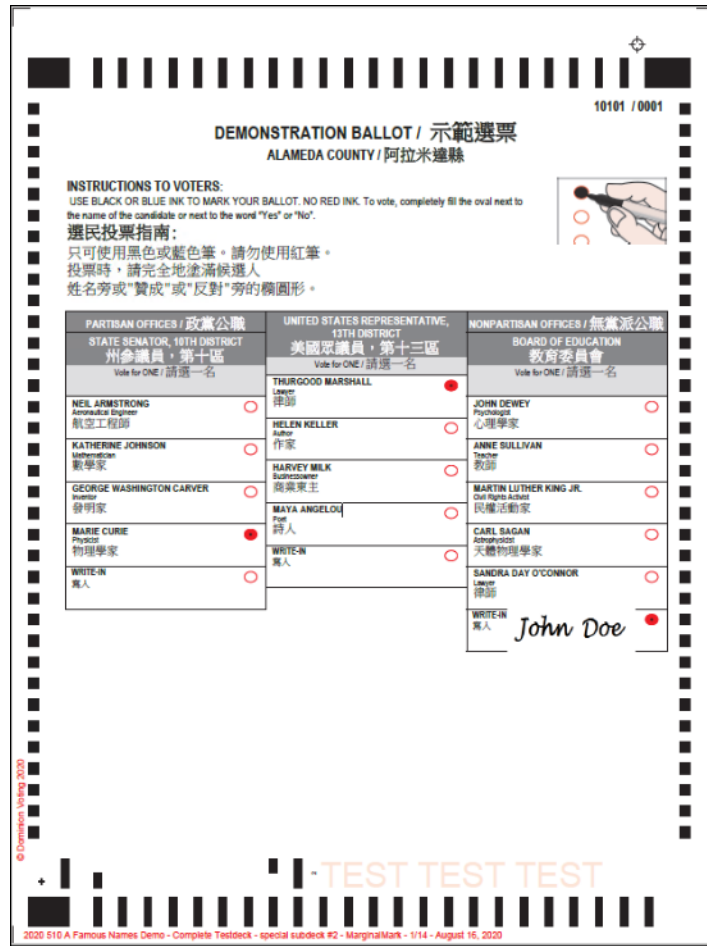 10101 / 0001
DEMONSTRATION BALLOT / 示範選票
ALAMEDA COUNTY / 阿拉米達縣
INSTRUCTIONS TO VOTERS:
USE BLACK OR BLUE INK TO MARK YOUR BALLOT. NO RED INK. To vote, completely fill the oval next to
the name of the candidate or next to the word "Yes" or "No".
選民投票指南:
只可使用黑色或藍色筆。請勿使用紅筆。
投票時，請完全地塗滿候選人
姓名旁或"贊成"或"反對"旁的橢圓形。
PARTISAN OFFICES / 政黨公職
STATE SENATOR, 10TH DISTRICT
州參議員，第十區
Vote for ONE / 請選一名
NEIL ARMSTRONG
Aeronautical Engineer
航空工程師
KATHERINE JOHNSON
Mathematician
數學家
GEORGE WASHINGTON CARVER
Inventor
發明家
MARIE CURIE
Physicist
物理學家
WRITE-IN
寫人
UNITED STATES REPRESENTATIVE,
13TH DISTRICT
美國眾議員，第十三區
Vote for ONE / 請選一名
THURGOOD MARSHALL
Lawyer
律師
HELEN KELLER
Author
作家
HARVEY MILK
Businessowner
商業東主
MAYA ANGELOU
Poet
詩人
WRITE-IN
寫人
NONPARTISAN OFFICES / 無黨派公職
BOARD OF EDUCATION
教育委員會
Vote for ONE / 請選一名
JOHN DEWEY
Psychologist
心理學家
ANNE SULLIVAN
Teacher
教師
MARTIN LUTHER KING JR.
Civil Rights Activist
民權活動家
CARL SAGAN
Astrophysicist
天體物理學家
SANDRA DAY O'CONNOR
Lawyer
律師
WRITE-IN
寫人
John Doe
© Dominion Voting 2020
TEST TEST TEST
2020 S10 A Famous Names Demo - Complete Testdeck - special subdeck #2 - MarginalMark - 1/14 - August 16, 2020